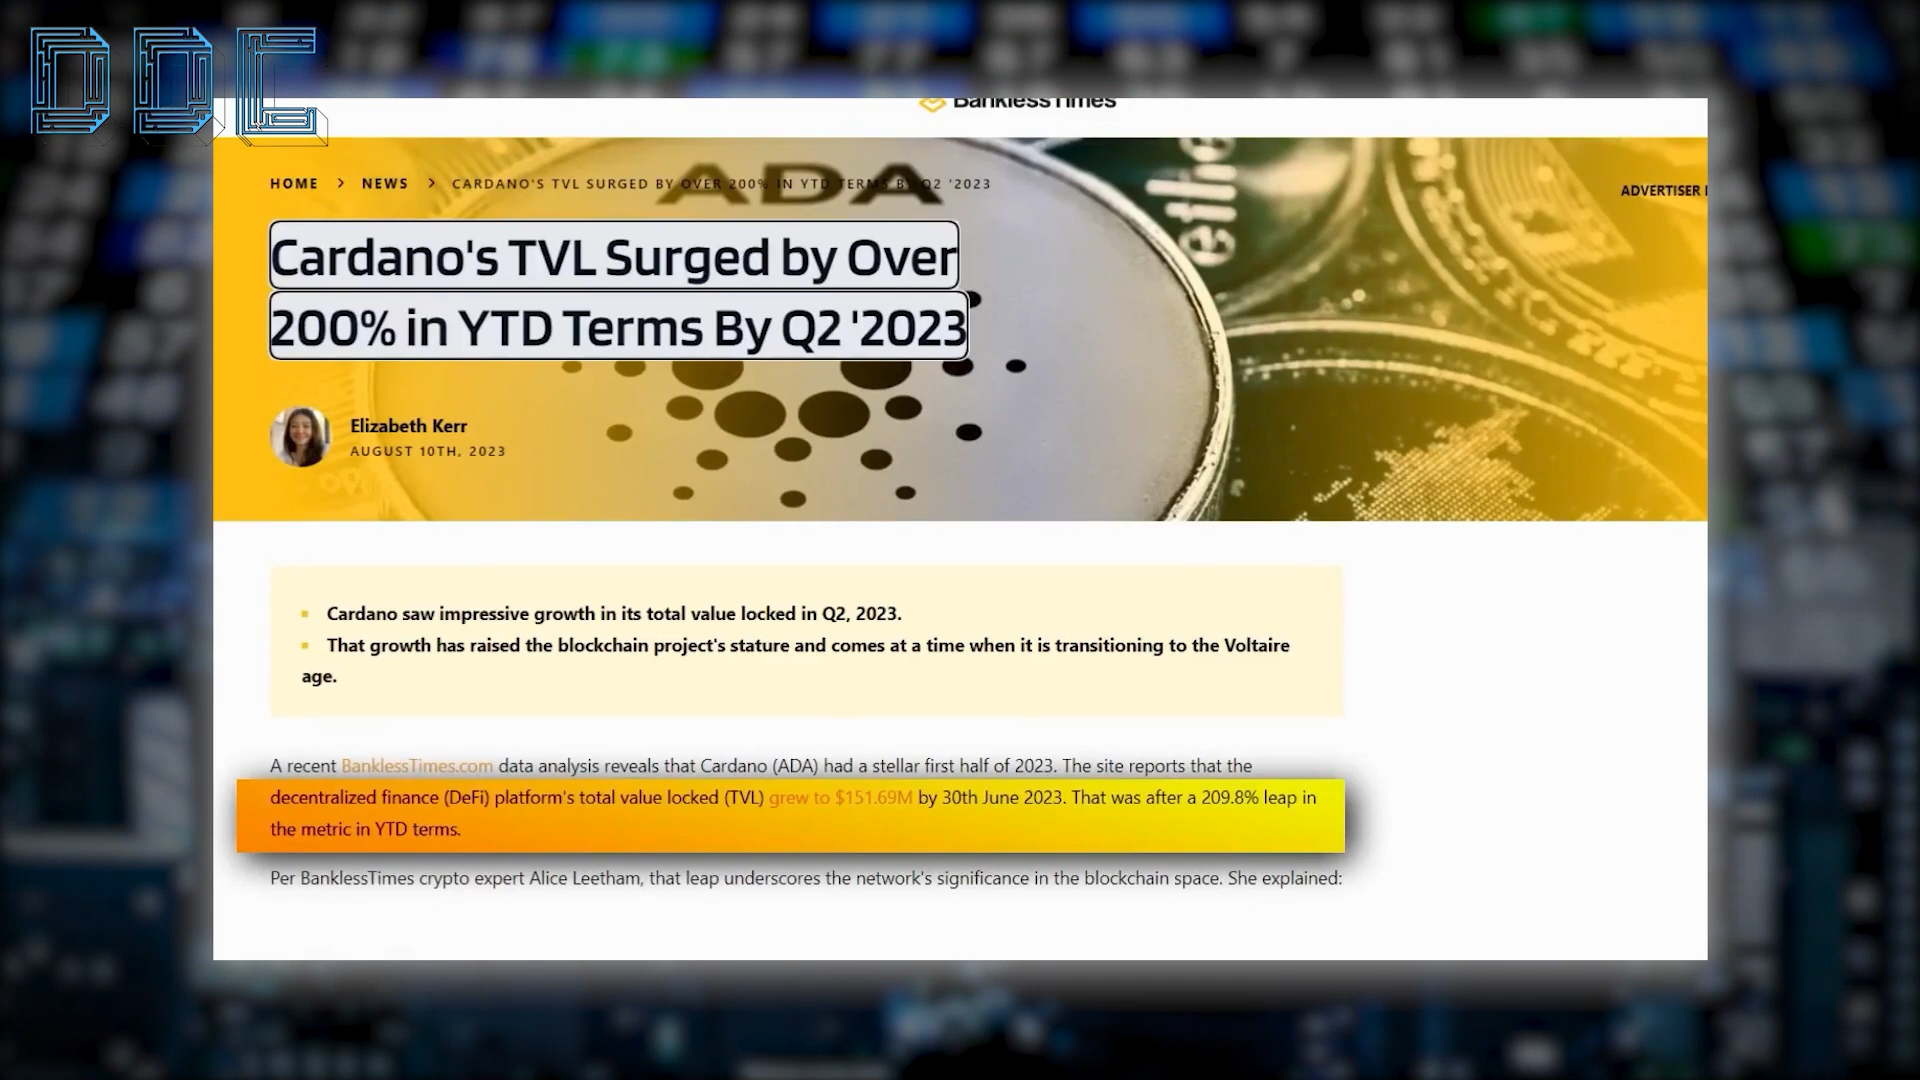 DDC
BanklessTimes
HOME > NEWS > CARDANO'S TVL SURGED BY OVER 200% IN YTD TERMS BY Q2 '2023
ADVERTISER
ADA
Cardano's TVL Surged by Over
200% in YTD Terms By Q2 '2023
Elizabeth Kerr
AUGUST 10TH, 2023
Cardano saw impressive growth in its total value locked in Q2, 2023.
That growth has raised the blockchain project's stature and comes at a time when it is transitioning to the Voltaire
age.
A recent BanklessTimes.com data analysis reveals that Cardano (ADA) had a stellar first half of 2023. The site reports that the
decentralized finance (DeFi) platform's total value locked (TVL) grew to $151.69M by 30th June 2023. That was after a 209.8% leap in
the metric in YTD terms.
Per BanklessTimes crypto expert Alice Leetham, that leap underscores the network's significance in the blockchain space. She explained: